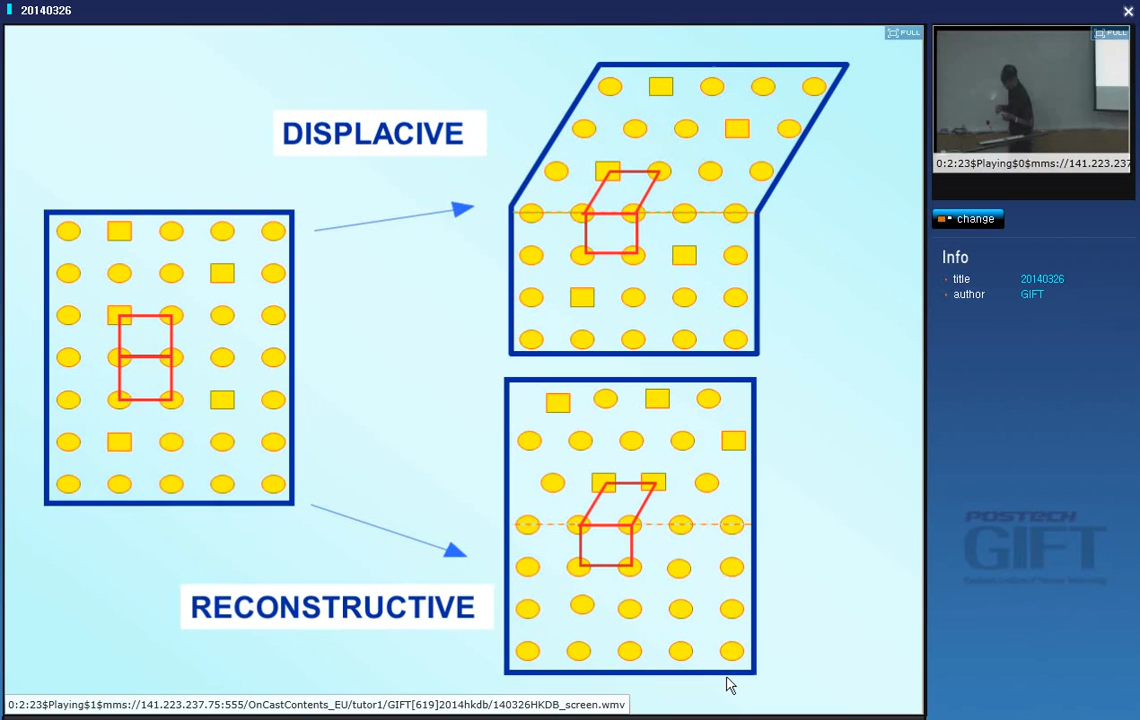 20140326
FULL
FULL
DISPLACIVE
0:2:23$Playing$0$mms://141.223.237
change
Info
title 20140326
author GIFT
POSTECH
GIFT
RECONSTRUCTIVE
0:2:23$Playing$1$mms://141.223.237.75:555/OnCastContents_EU/tutor1/GIFT[619]2014hkdb/140326HKDB_screen.wmv